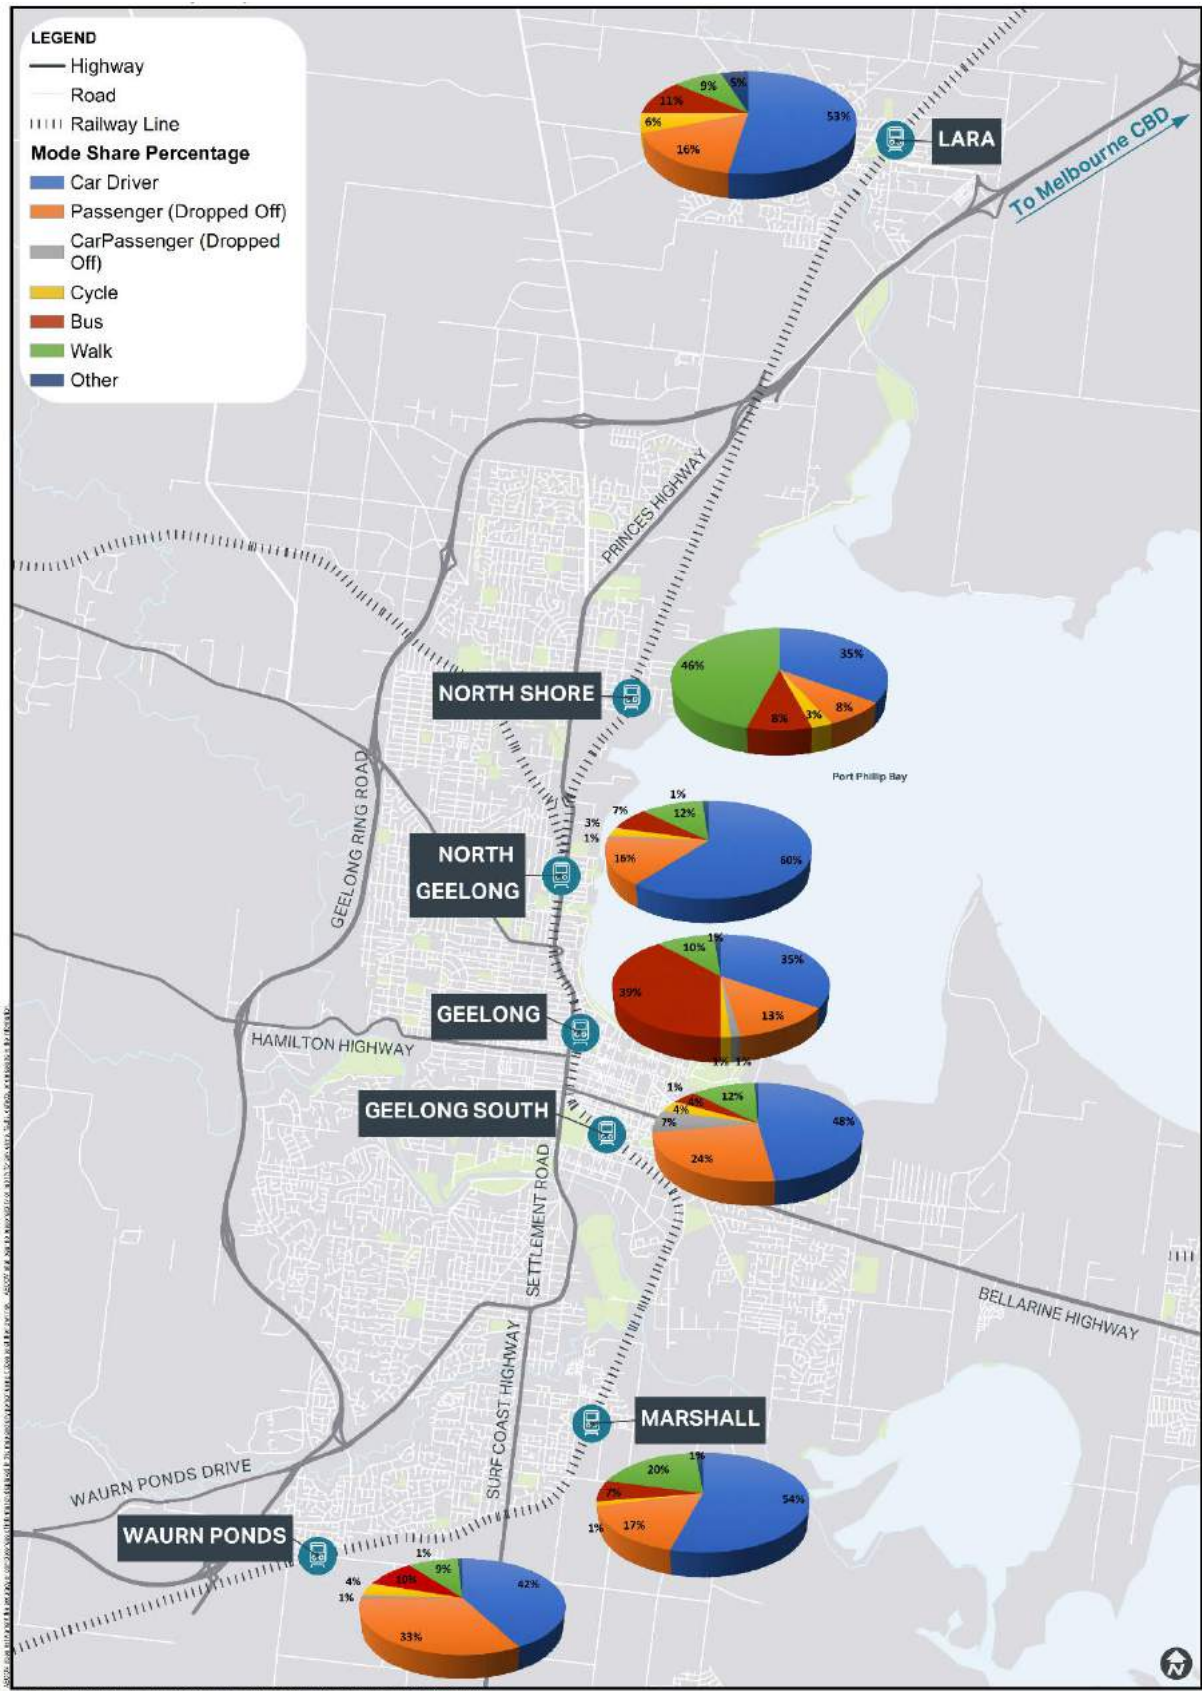 LEGEND
Highway
Road
Railway Line
Mode Share Percentage
Car Driver
Passenger (Dropped Off)
CarPassenger (Dropped
Off)
Cycle
Bus
Walk
Other
5%
9%
11%
53%
6%
16%
LARA
To Melbourne CBD
PRINCES HIGHWAY
46%
35%
8%
3%
8%
NORTH SHORE
Port Phillip Bay
GEELONG RING ROAD
1%
7%
12%
3%
1%
16%
60%
NORTH
GEELONG
1%
10%
35%
39%
13%
1%
1%
GEELONG
HAMILTON HIGHWAY
GEELONG SOUTH
1%
4%
12%
4%
7%
48%
24%
SETTLEMENT ROAD
BELLARINE HIGHWAY
SURF COAST HIGHWAY
MARSHALL
1%
20%
7%
54%
1%
17%
WAURN PONDS DRIVE
WAURN PONDS
1%
9%
10%
4%
42%
1%
33%
N